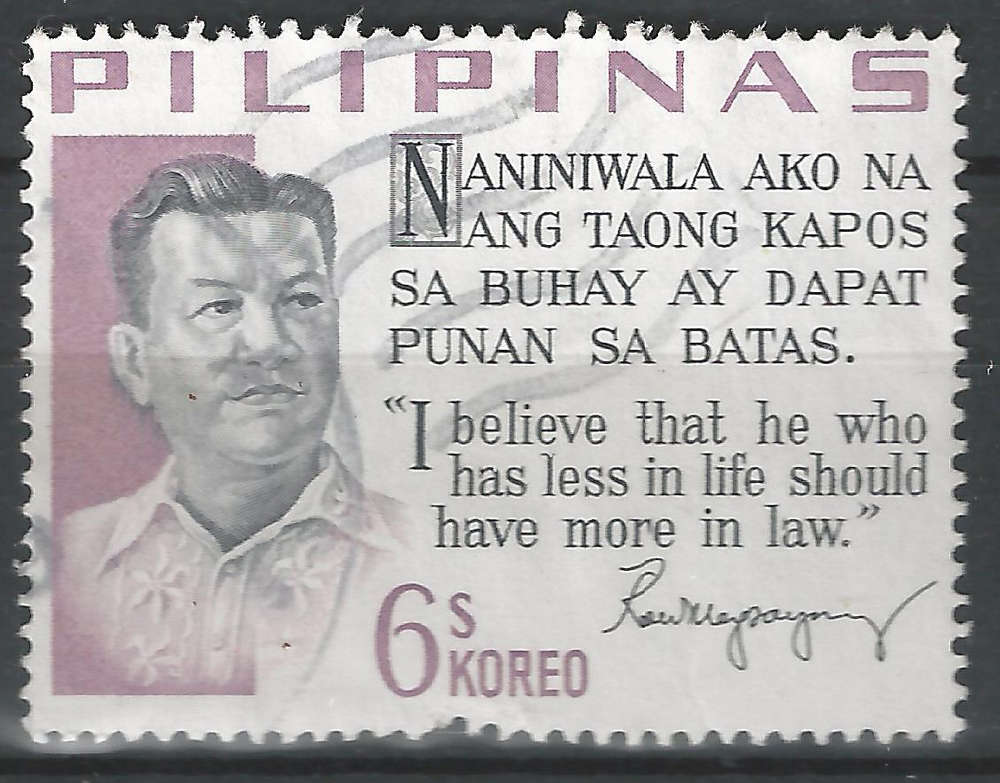 PILIPINAS
NANINIWALA AKO NA
ANG TAONG KAPOS
SA BUHAY AY DAPAT
PUNAN SA BATAS.
“I believe that he who
has less in life should
have more in law.”
6s
KOREO